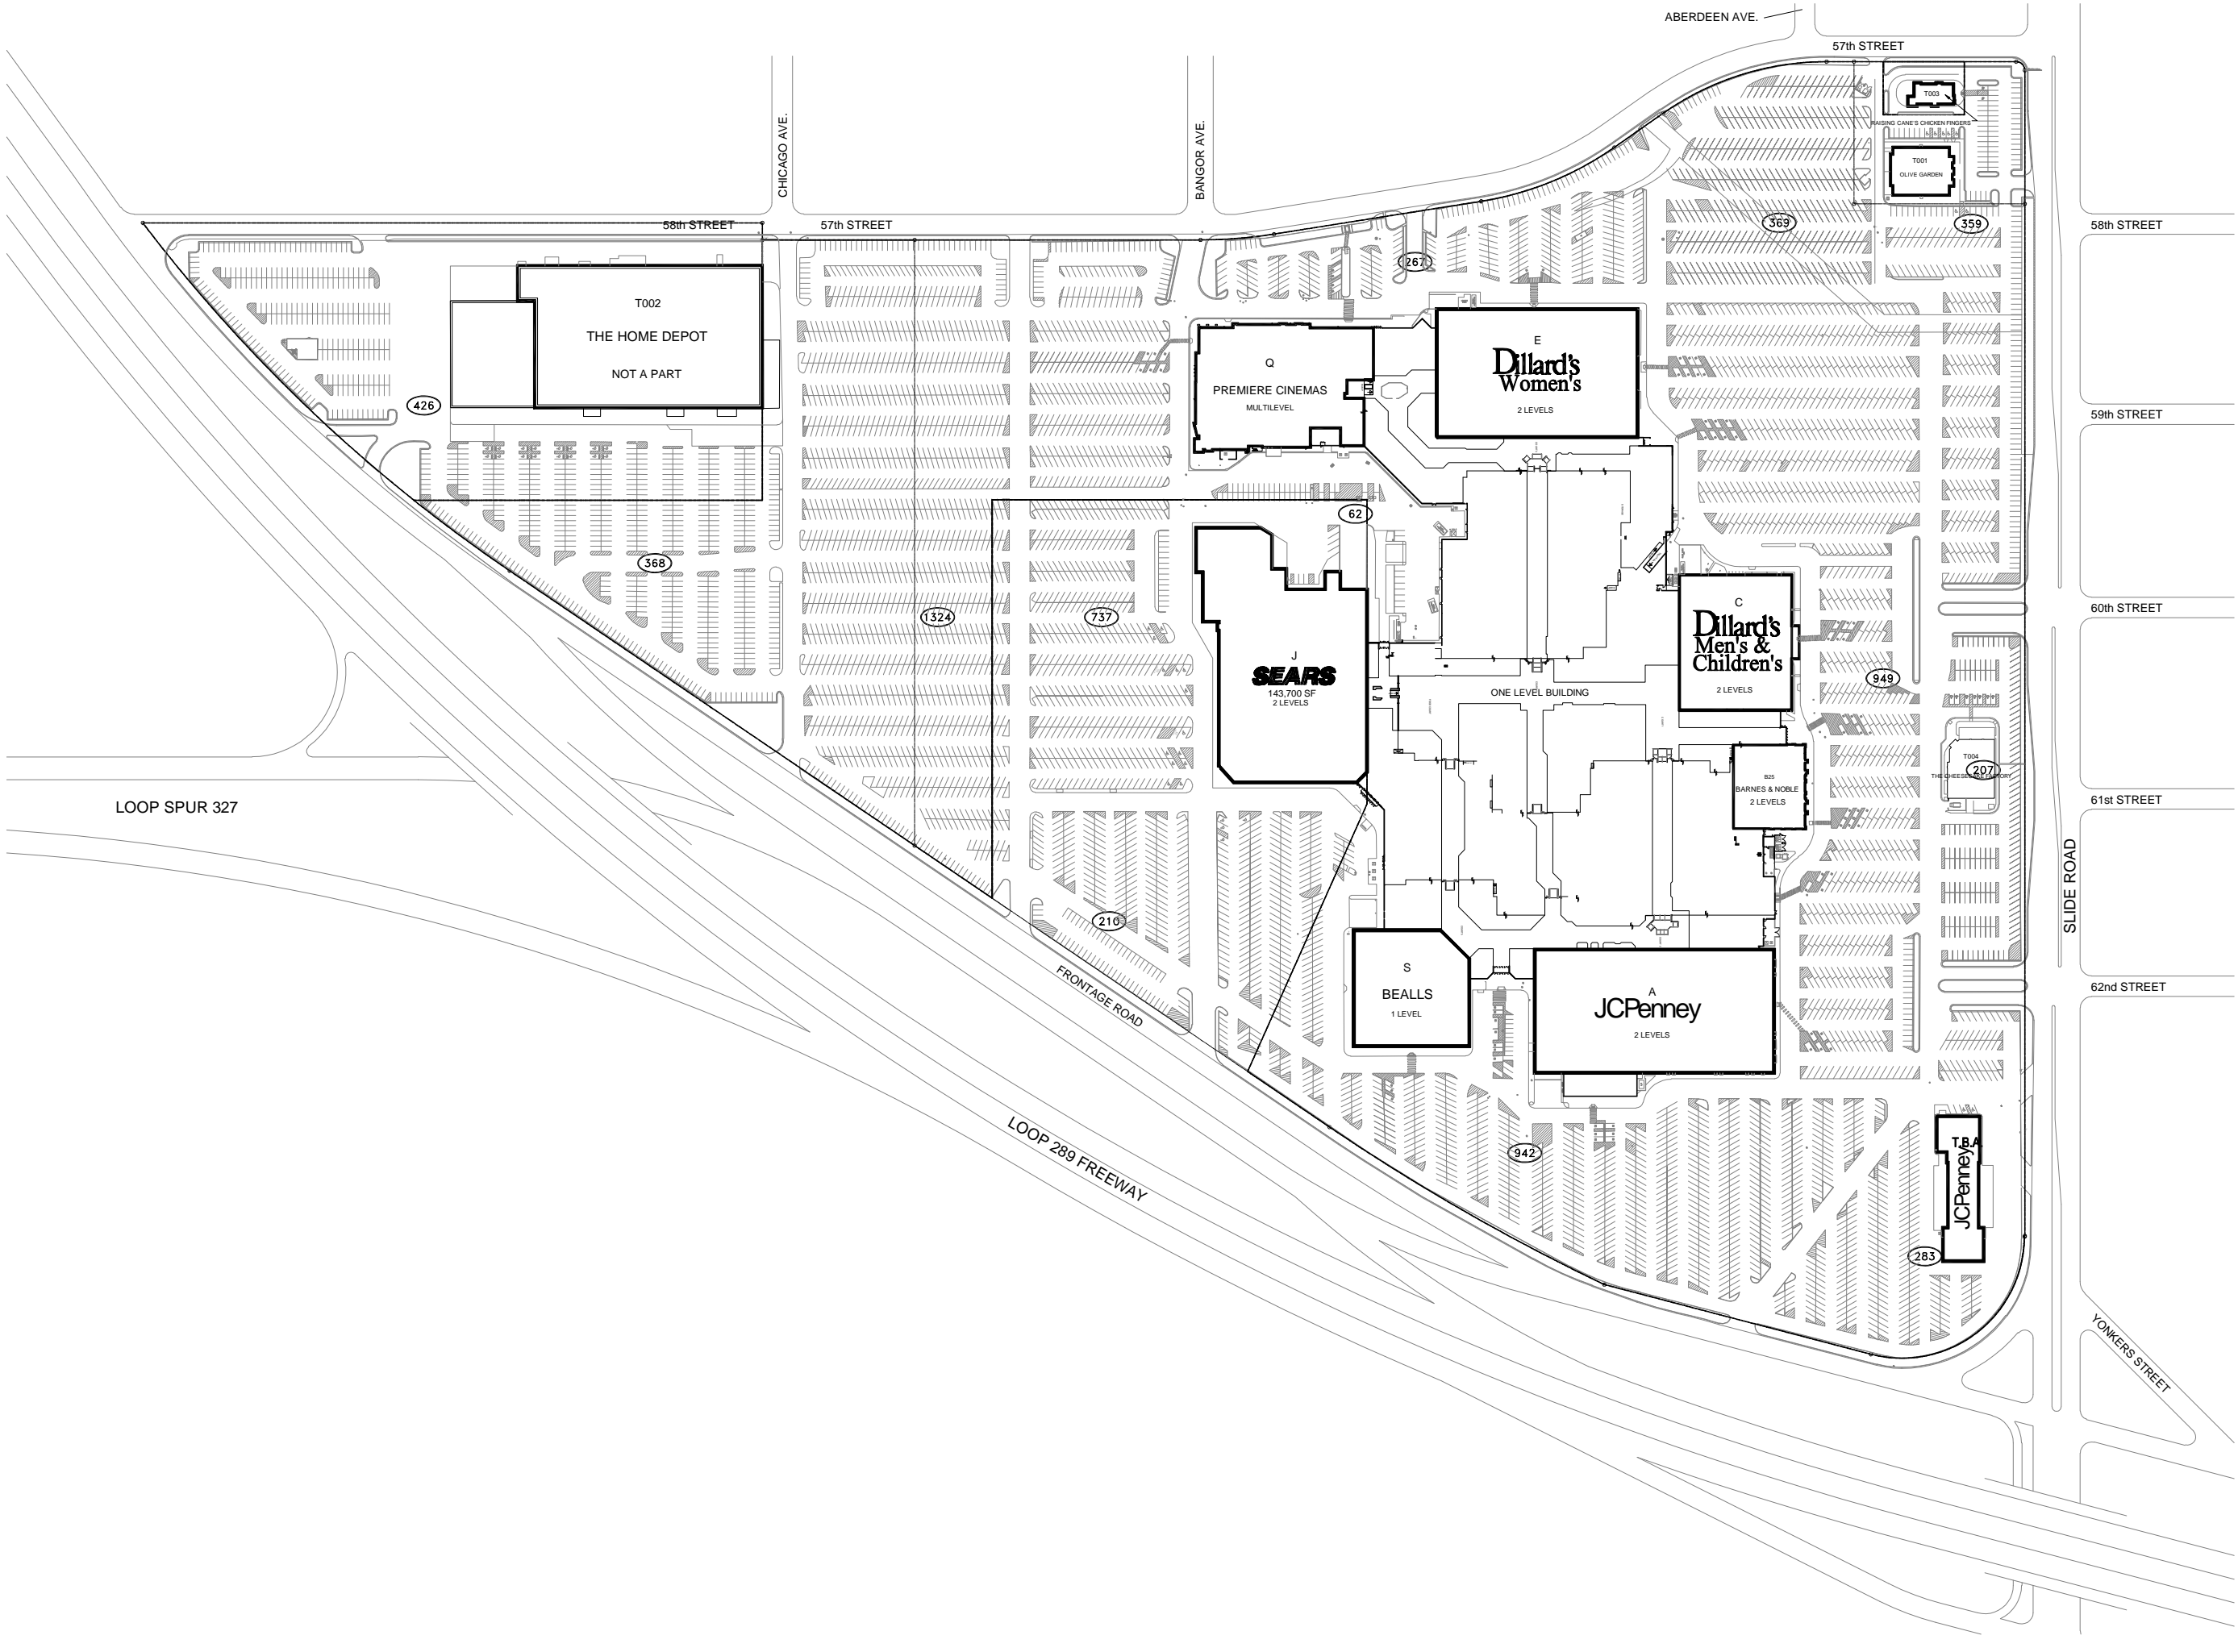 ABERDEEN AVE.
57th STREET
T003
RAISING CANE'S CHICKEN FINGERS
CHICAGO AVE.
BANGOR AVE.
T001
OLIVE GARDEN
58th STREET
57th STREET
369
359
58th STREET
267
T002
THE HOME DEPOT
NOT A PART
426
Q
PREMIERE CINEMAS
MULTILEVEL
E
Dillard's
Women's
2 LEVELS
59th STREET
62
368
1324
737
C
Dillard's
Men's &
Children's
2 LEVELS
60th STREET
J
SEARS
143,700 SF
2 LEVELS
ONE LEVEL BUILDING
949
T004
THE CHEESECAKE FACTORY
207
B25
BARNES & NOBLE
2 LEVELS
61st STREET
LOOP SPUR 327
SLIDE ROAD
210
FRONTAGE ROAD
S
BEALLS
1 LEVEL
A
JCPenney
2 LEVELS
62nd STREET
LOOP 289 FREEWAY
942
T.B.A.
JCPenney
283
YONKERS STREET